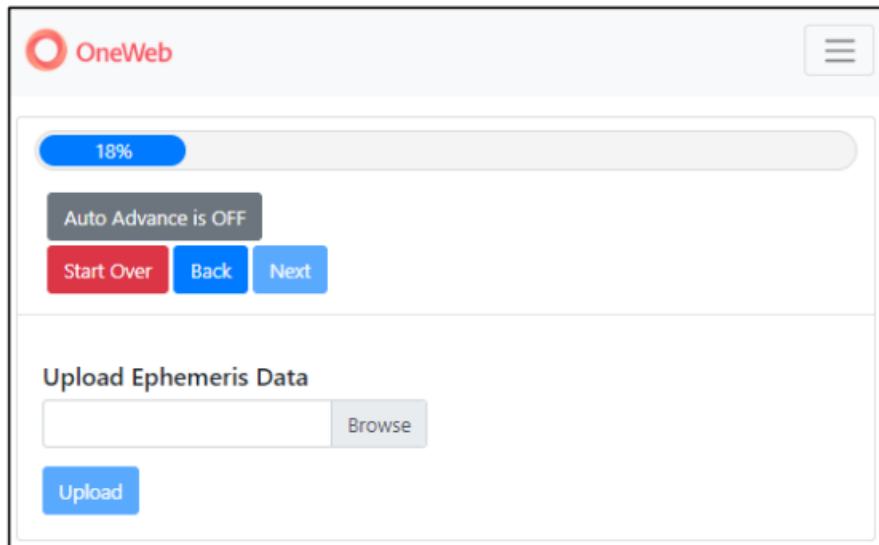 OneWeb
18%
Auto Advance is OFF
Start Over Back Next
Upload Ephemeris Data
Browse
Upload